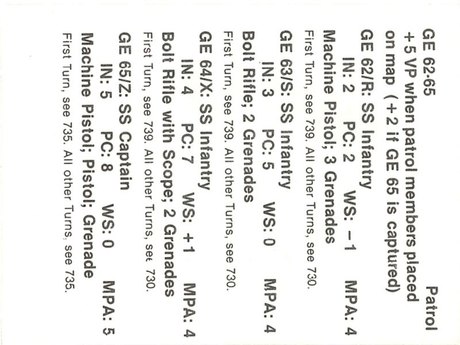 GE 62-65 Patrol
+ 5 VP when patrol members placed
on map (+ 2 if GE 65 is captured)
GE 62/R: SS Infantry
IN: 2 PC: 2 WS: – 1 MPA: 4
Machine Pistol; 3 Grenades
First Turn, see 739. All other Turns, see 730.
GE 63/S: SS Infantry
IN: 3 PC: 5 WS: 0 MPA: 4
Bolt Rifle; 2 Grenades
First Turn, see 739. All other Turns, see 730.
GE 64/X: SS Infantry
IN: 4 PC: 7 WS: + 1 MPA: 4
Bolt Rifle with Scope; 2 Grenades
First Turn, see 739. All other Turns, see 730.
GE 65/Z: SS Captain
IN: 5 PC: 8 WS: 0 MPA: 5
Machine Pistol; Pistol; Grenade
First Turn, see 735. All other Turns, see 735.